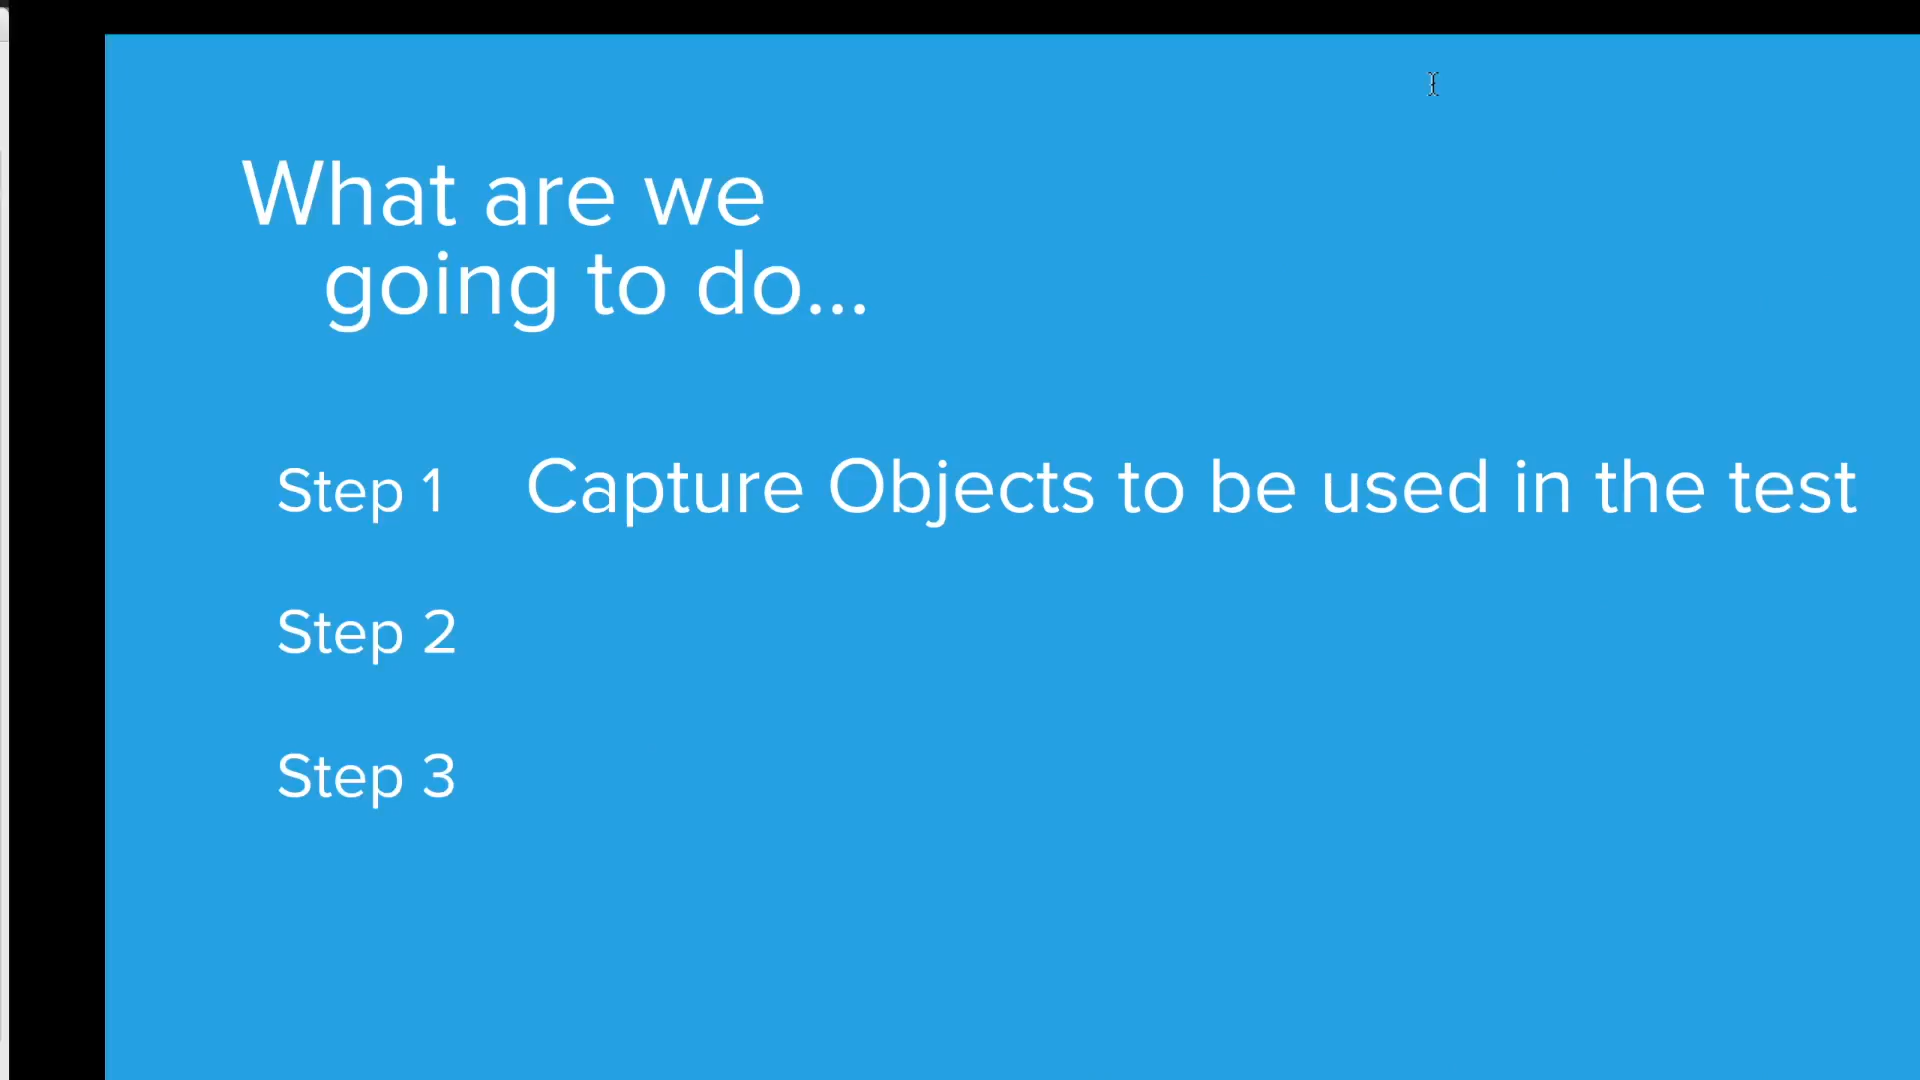 What are we
going to do...
Step 1 Capture Objects to be used in the test
Step 2
Step 3